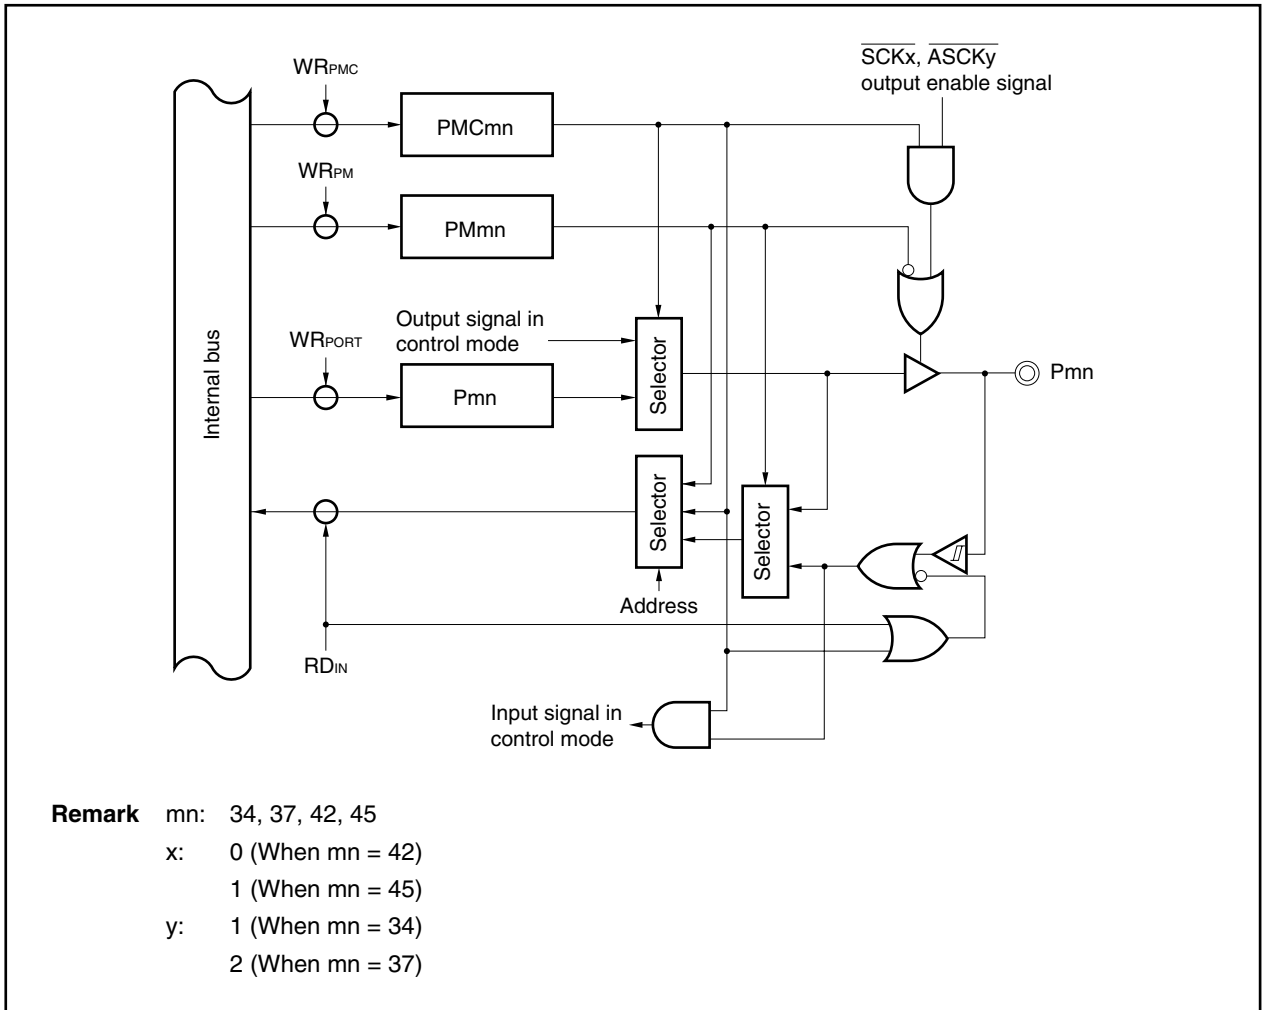 S̅C̅K̅x̅, A̅S̅C̅K̅y̅
output enable signal
WRPMC
PMCmn
WRPM
PMmn
Output signal in
control mode
WRPORT
Pmn
Selector
Pmn
Internal bus
Selector
Selector
Address
RDIN
Input signal in
control mode
Remark mn: 34, 37, 42, 45
x: 0 (When mn = 42)
1 (When mn = 45)
y: 1 (When mn = 34)
2 (When mn = 37)